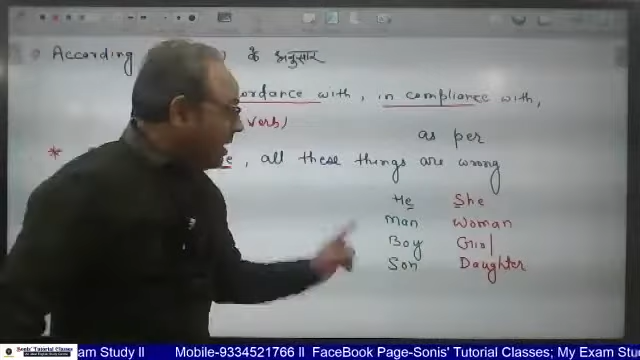 According के अनुसार
ordance with, in compliance with,
verb)
as per
* , all these things are wrong
He She
Man Woman
Boy Girl
Son Daughter
Sonis' Tutorial Classes
am Study ll Mobile-9334521766 ll FaceBook Page-Sonis' Tutorial Classes; My Exam Stu